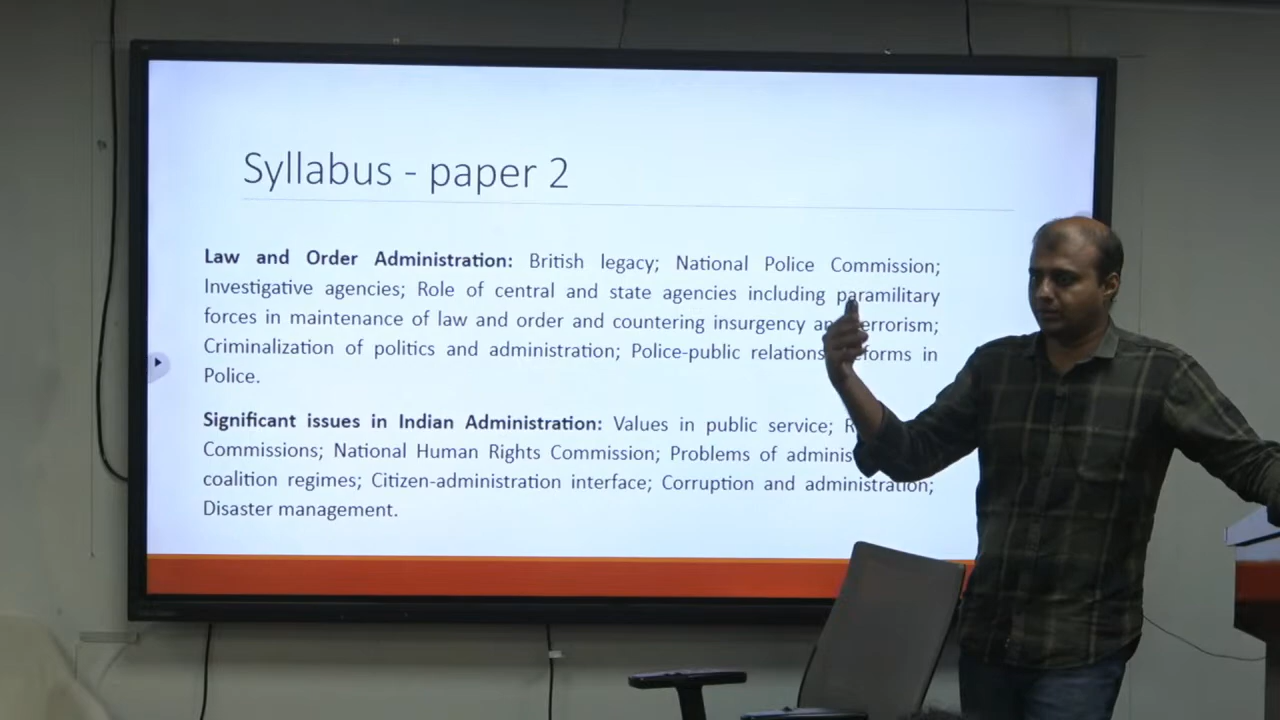 Syllabus - paper 2
Law and Order Administration: British legacy; National Police Commission;
Investigative agencies; Role of central and state agencies including paramilitary
forces in maintenance of law and order and countering insurgency
Criminalization of politics and administration; Police-public relations in
Police.
Significant issues in Indian Administration: Values in public service;
Commissions; National Human Rights Commission; Problems of
coalition regimes; Citizen-administration interface; Corruption and administration;
Disaster management.